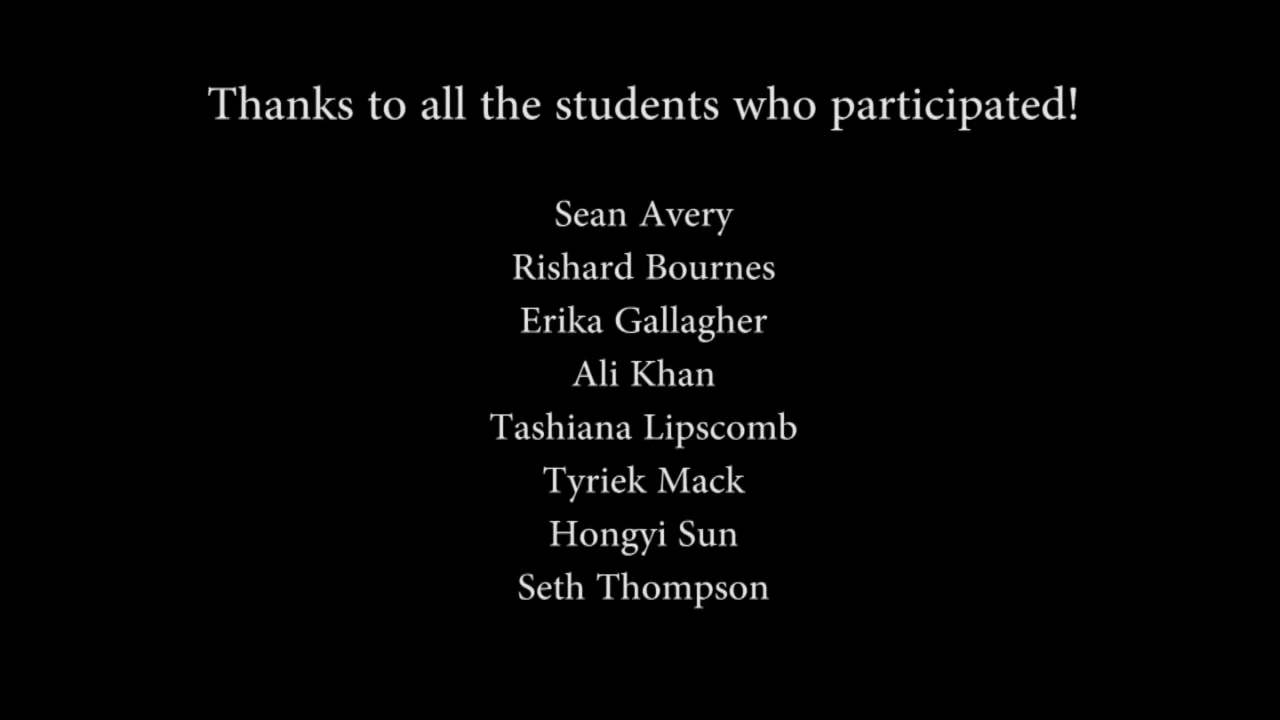 Thanks to all the students who participated!
Sean Avery
Rishard Bournes
Erika Gallagher
Ali Khan
Tashiana Lipscomb
Tyriek Mack
Hongyi Sun
Seth Thompson